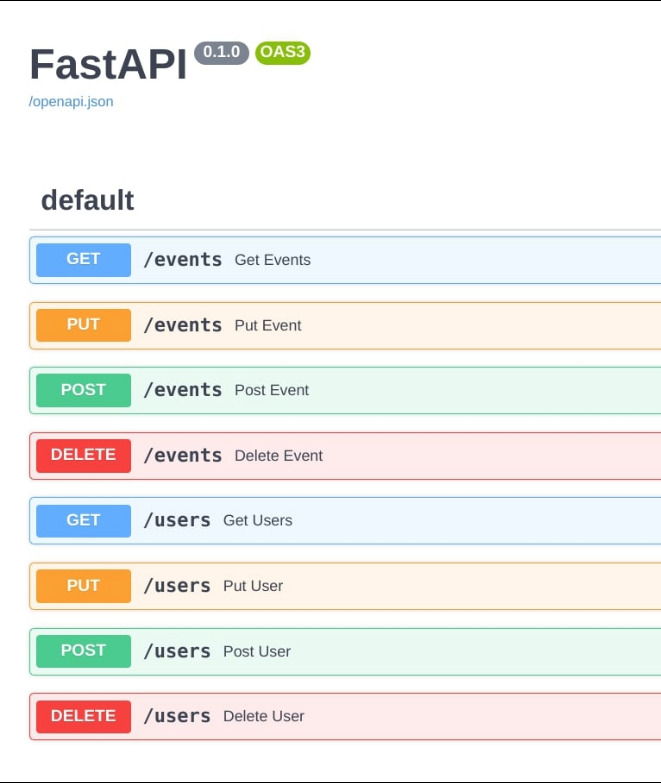 FastAPI 0.1.0 OAS3
/openapi.json
default
GET /events Get Events
PUT /events Put Event
POST /events Post Event
DELETE /events Delete Event
GET /users Get Users
PUT /users Put User
POST /users Post User
DELETE /users Delete User